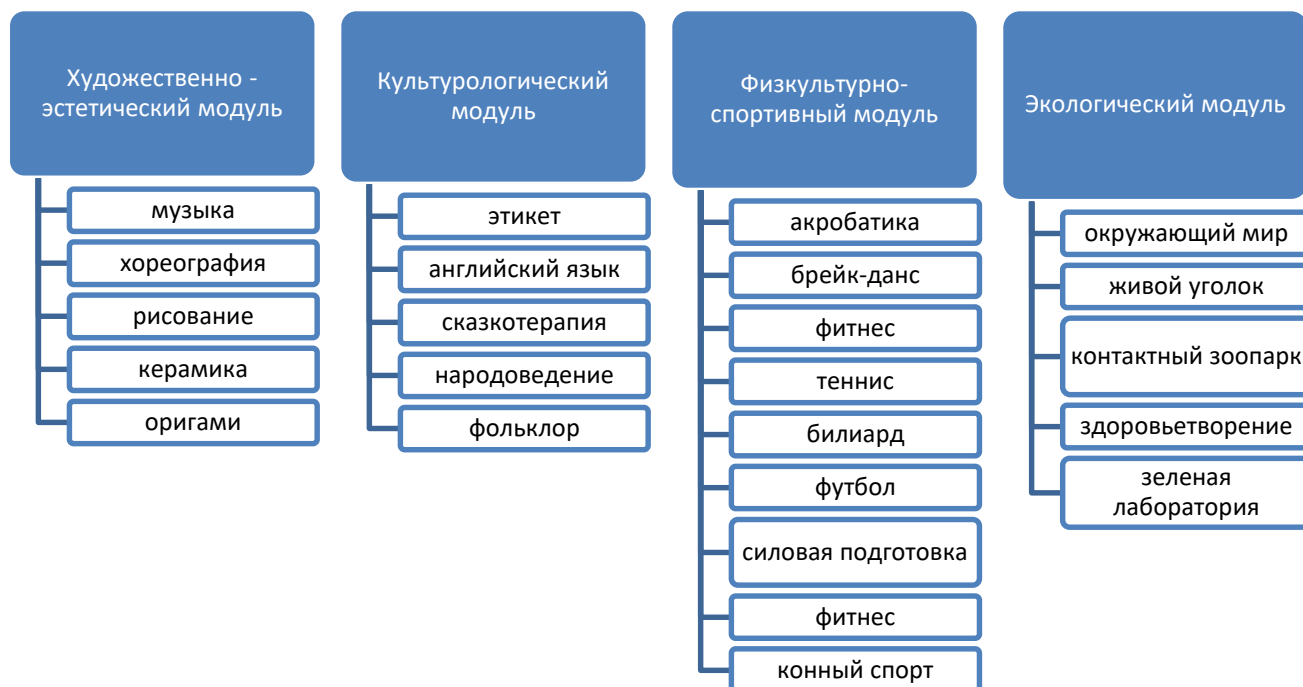 Художественно -
эстетический модуль
музыка
хореография
рисование
керамика
оригами
Культурологический
модуль
этикет
английский язык
сказкотерапия
народоведение
фольклор
Физкультурно-
спортивный модуль
акробатика
брейк-данс
фитнес
теннис
билиард
футбол
силовая подготовка
фитнес
конный спорт
Экологический модуль
окружающий мир
живой уголок
контактный зоопарк
здоровьетворение
зеленая
лаборатория